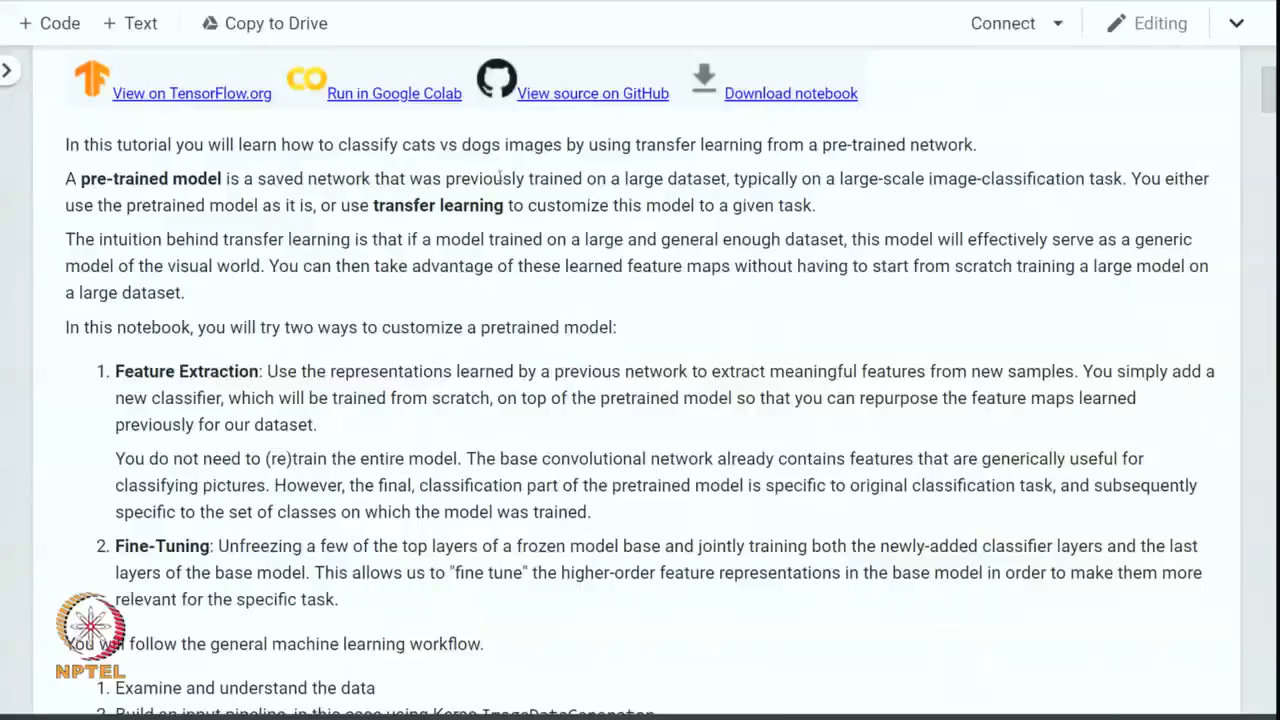 + Code + Text Copy to Drive Connect Editing
View on TensorFlow.org Run in Google Colab View source on GitHub Download notebook
In this tutorial you will learn how to classify cats vs dogs images by using transfer learning from a pre-trained network.
A pre-trained model is a saved network that was previously trained on a large dataset, typically on a large-scale image-classification task. You either
use the pretrained model as it is, or use transfer learning to customize this model to a given task.
The intuition behind transfer learning is that if a model trained on a large and general enough dataset, this model will effectively serve as a generic
model of the visual world. You can then take advantage of these learned feature maps without having to start from scratch training a large model on
a large dataset.
In this notebook, you will try two ways to customize a pretrained model:
1. Feature Extraction: Use the representations learned by a previous network to extract meaningful features from new samples. You simply add a
new classifier, which will be trained from scratch, on top of the pretrained model so that you can repurpose the feature maps learned
previously for our dataset.
You do not need to (re)train the entire model. The base convolutional network already contains features that are generically useful for
classifying pictures. However, the final, classification part of the pretrained model is specific to original classification task, and subsequently
specific to the set of classes on which the model was trained.
2. Fine-Tuning: Unfreezing a few of the top layers of a frozen model base and jointly training both the newly-added classifier layers and the last
layers of the base model. This allows us to "fine tune" the higher-order feature representations in the base model in order to make them more
relevant for the specific task.
You will follow the general machine learning workflow.
NPTEL
1. Examine and understand the data
2. Build an input pipeline, in this case using Keras ImageDataGenerator